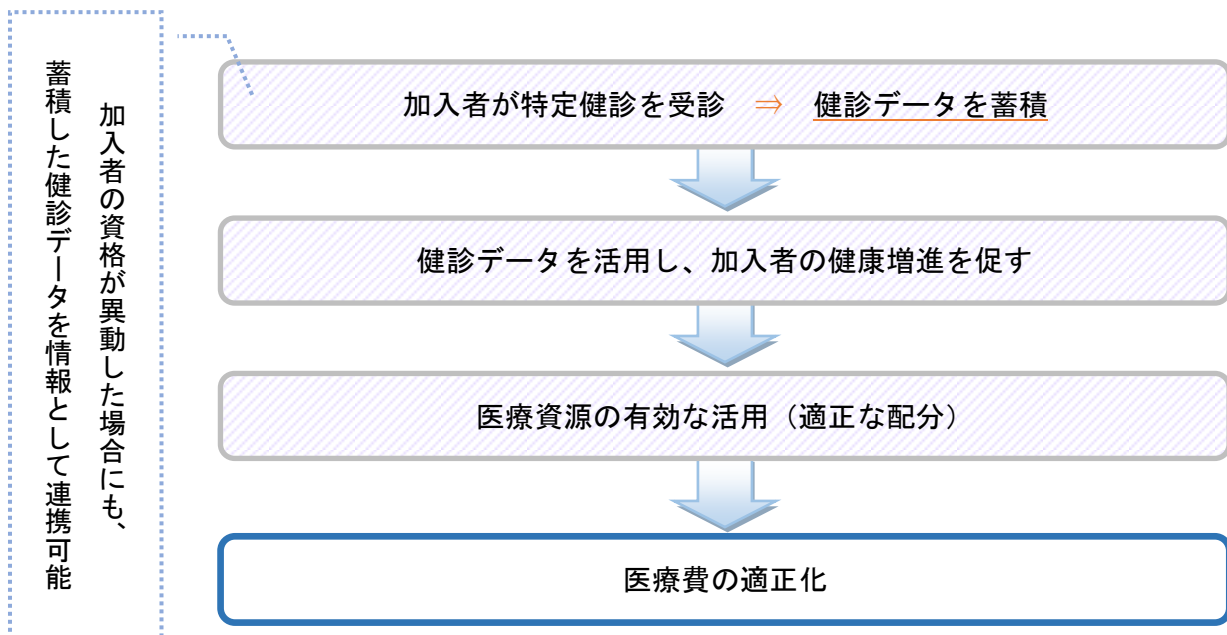 加入者の資格が異動した場合にも、
蓄積した健診データを情報として連携可能
加入者が特定健診を受診 ⇒ 健診データを蓄積
健診データを活用し、加入者の健康増進を促す
医療資源の有効な活用（適正な配分）
医療費の適正化